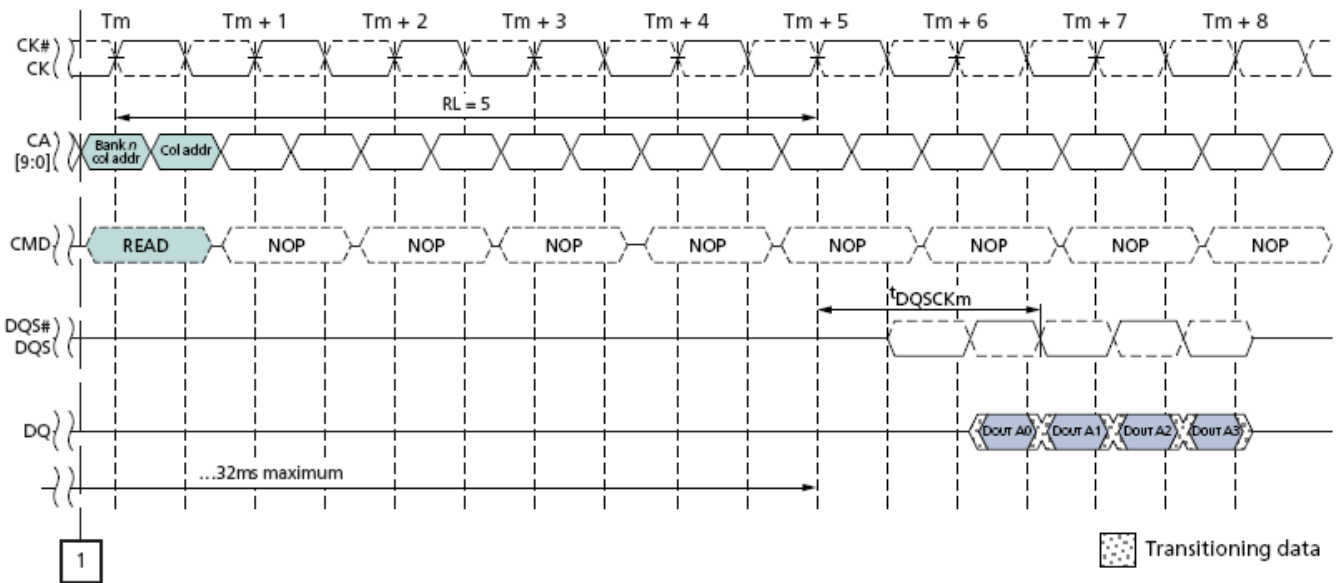 Tm Tm + 1 Tm + 2 Tm + 3 Tm + 4 Tm + 5 Tm + 6 Tm + 7 Tm + 8
CK#
CK
RL = 5
CA
[9:0]
Bank n
col addr
Col addr
CMD READ NOP NOP NOP NOP NOP NOP NOP NOP
tDQSCKm
DQS#
DQS
DQ DOUT A0 DOUT A1 DOUT A2 DOUT A3
...32ms maximum
1
Transitioning data